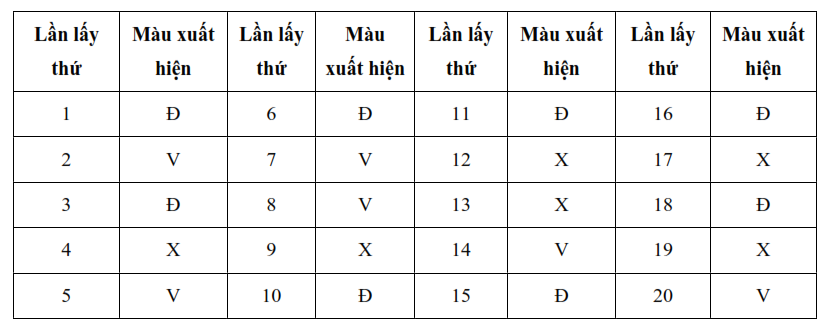 Lần lấy thứ | Màu xuất hiện | Lần lấy thứ | Màu xuất hiện | Lần lấy thứ | Màu xuất hiện | Lần lấy thứ | Màu xuất hiện
1 | Đ | 6 | Đ | 11 | Đ | 16 | Đ
2 | V | 7 | V | 12 | X | 17 | X
3 | Đ | 8 | V | 13 | X | 18 | Đ
4 | X | 9 | X | 14 | V | 19 | X
5 | V | 10 | Đ | 15 | Đ | 20 | V